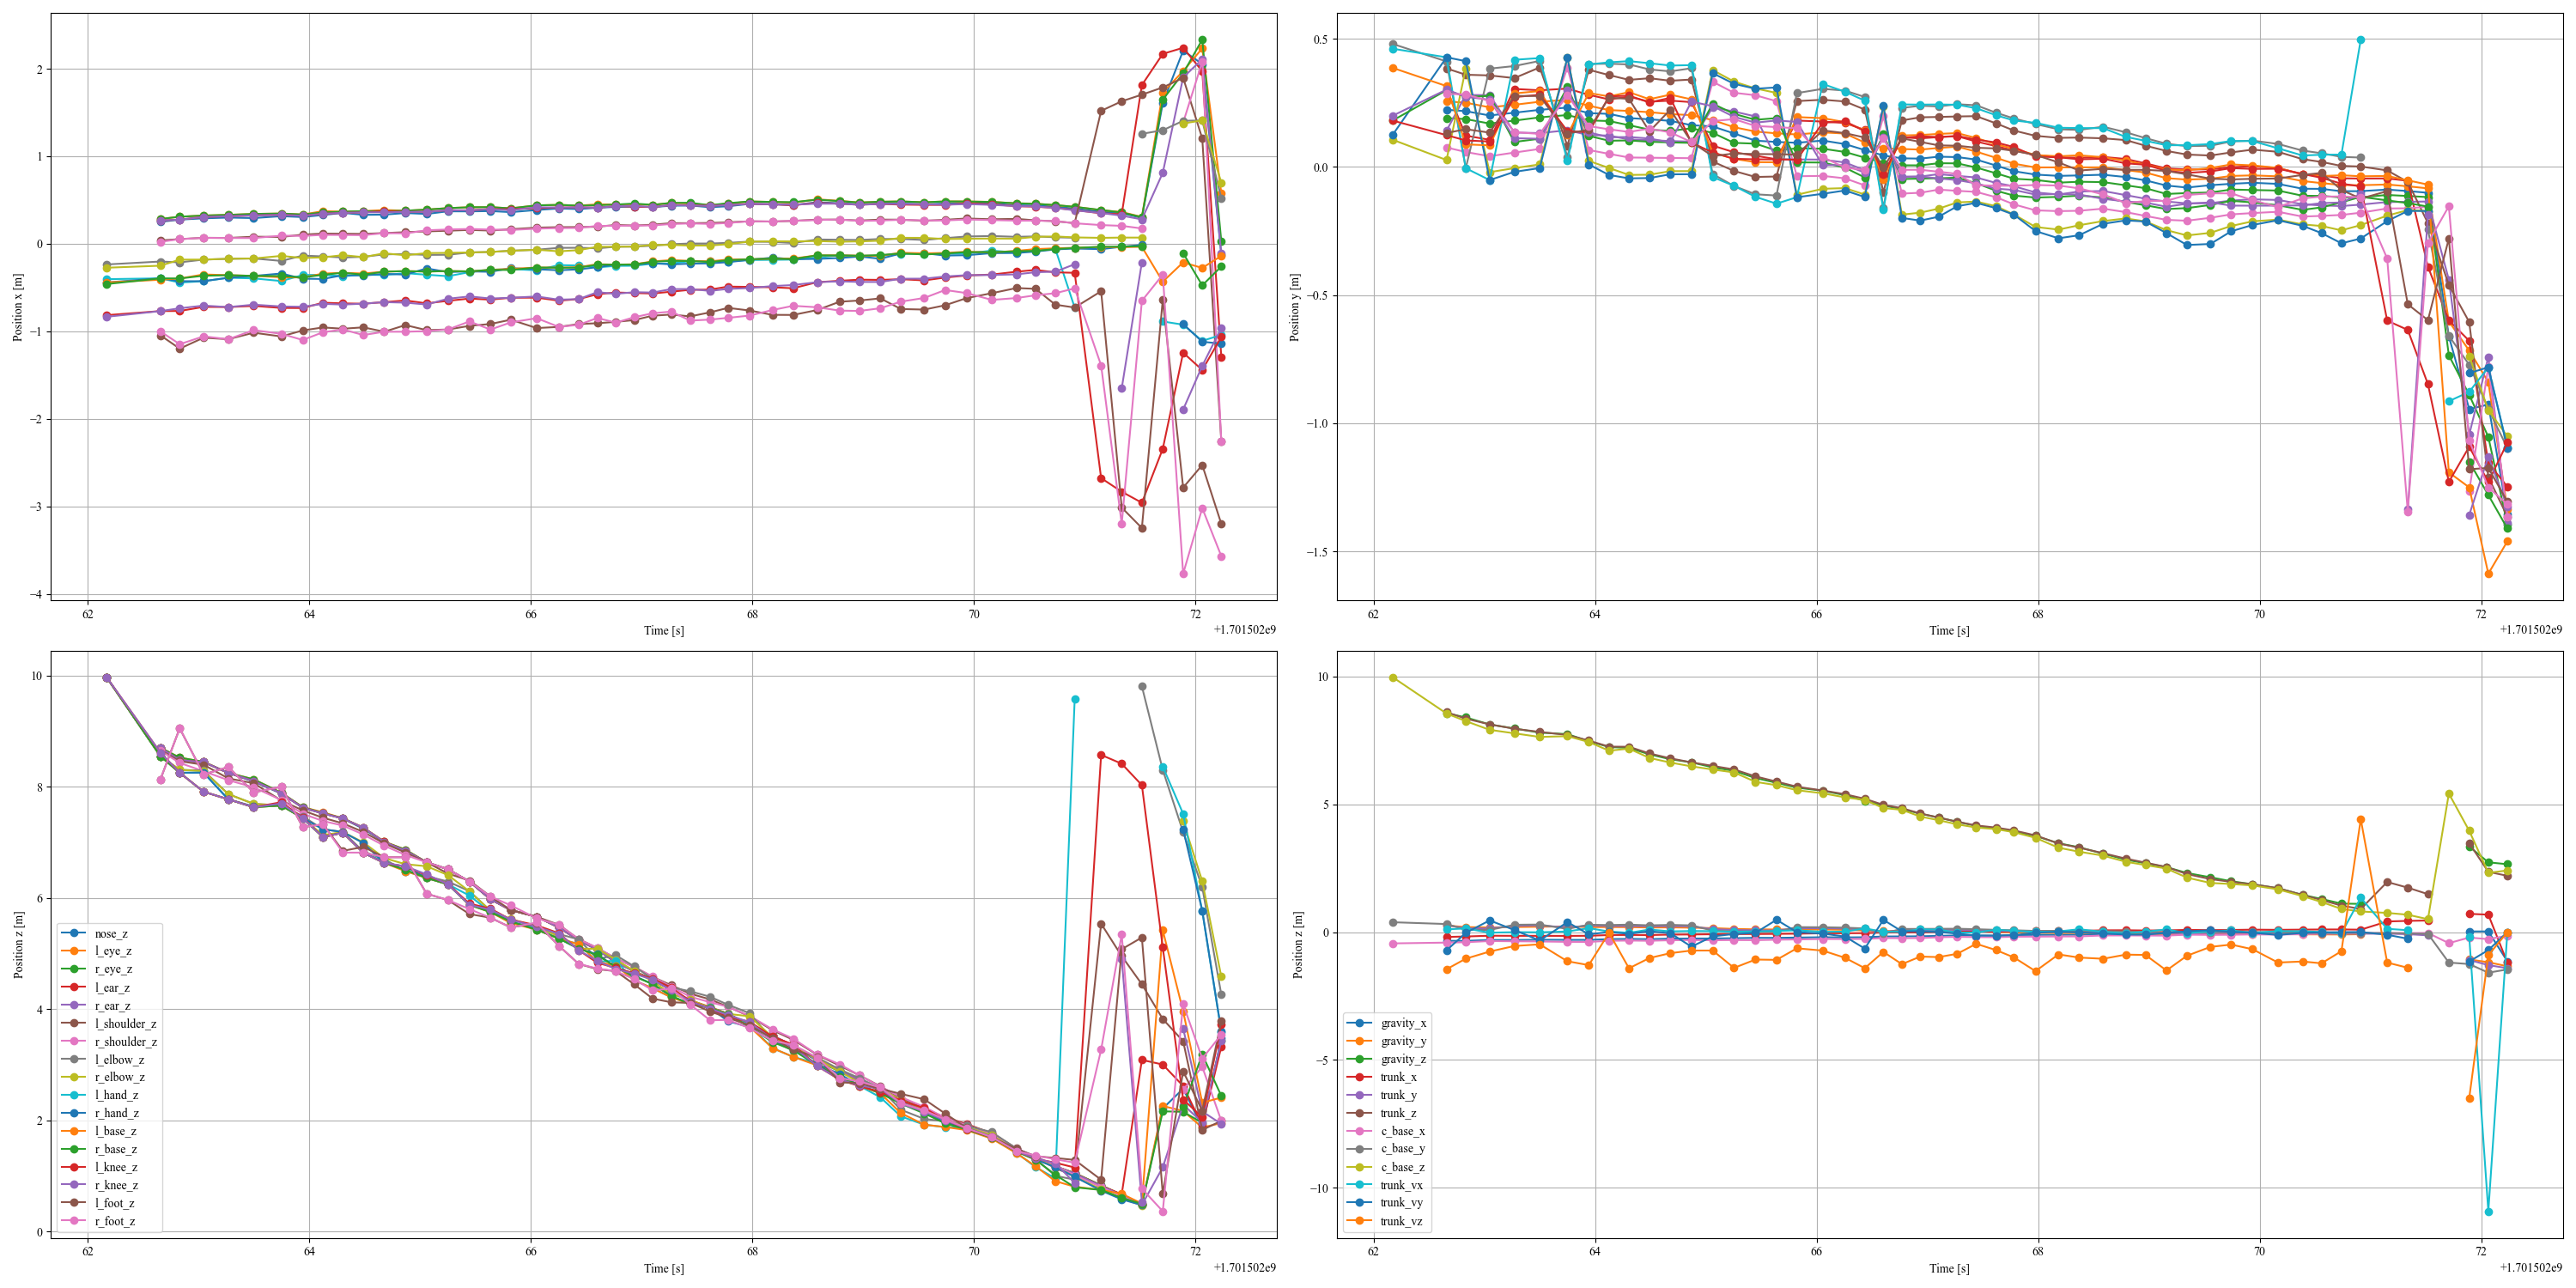 2
1
0
−1
−2
−3
−4
Position x [m]
62 64 66 68 70 72
Time [s]
+1.701502e9
0.5
0.0
−0.5
−1.0
−1.5
Position y [m]
62 64 66 68 70 72
Time [s]
+1.701502e9
10
8
6
4
2
0
Position z [m]
nose_z
l_eye_z
r_eye_z
l_ear_z
r_ear_z
l_shoulder_z
r_shoulder_z
l_elbow_z
r_elbow_z
l_hand_z
r_hand_z
l_base_z
r_base_z
l_knee_z
r_knee_z
l_foot_z
r_foot_z
62 64 66 68 70 72
Time [s]
+1.701502e9
10
5
0
−5
−10
Position z [m]
gravity_x
gravity_y
gravity_z
trunk_x
trunk_y
trunk_z
c_base_x
c_base_y
c_base_z
trunk_vx
trunk_vy
trunk_vz
62 64 66 68 70 72
Time [s]
+1.701502e9